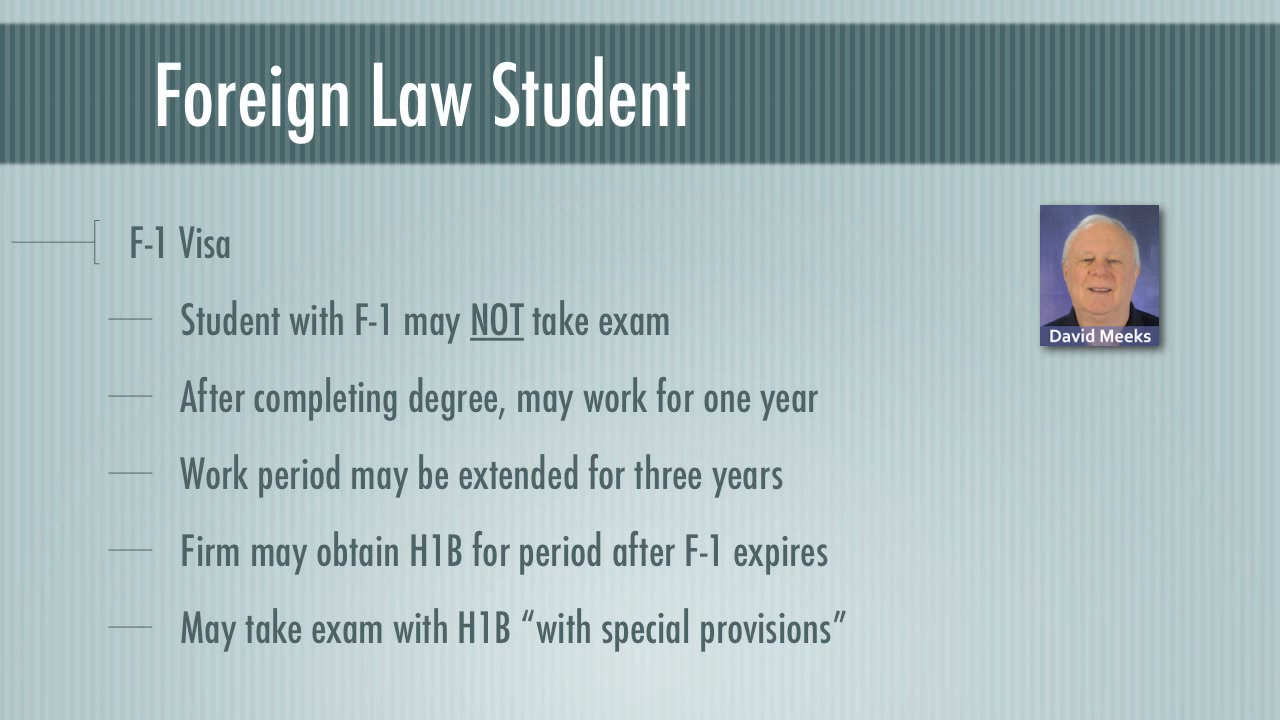 Foreign Law Student
F-1 Visa
Student with F-1 may NOT take exam
After completing degree, may work for one year
Work period may be extended for three years
Firm may obtain H1B for period after F-1 expires
May take exam with H1B “with special provisions”
David Meeks